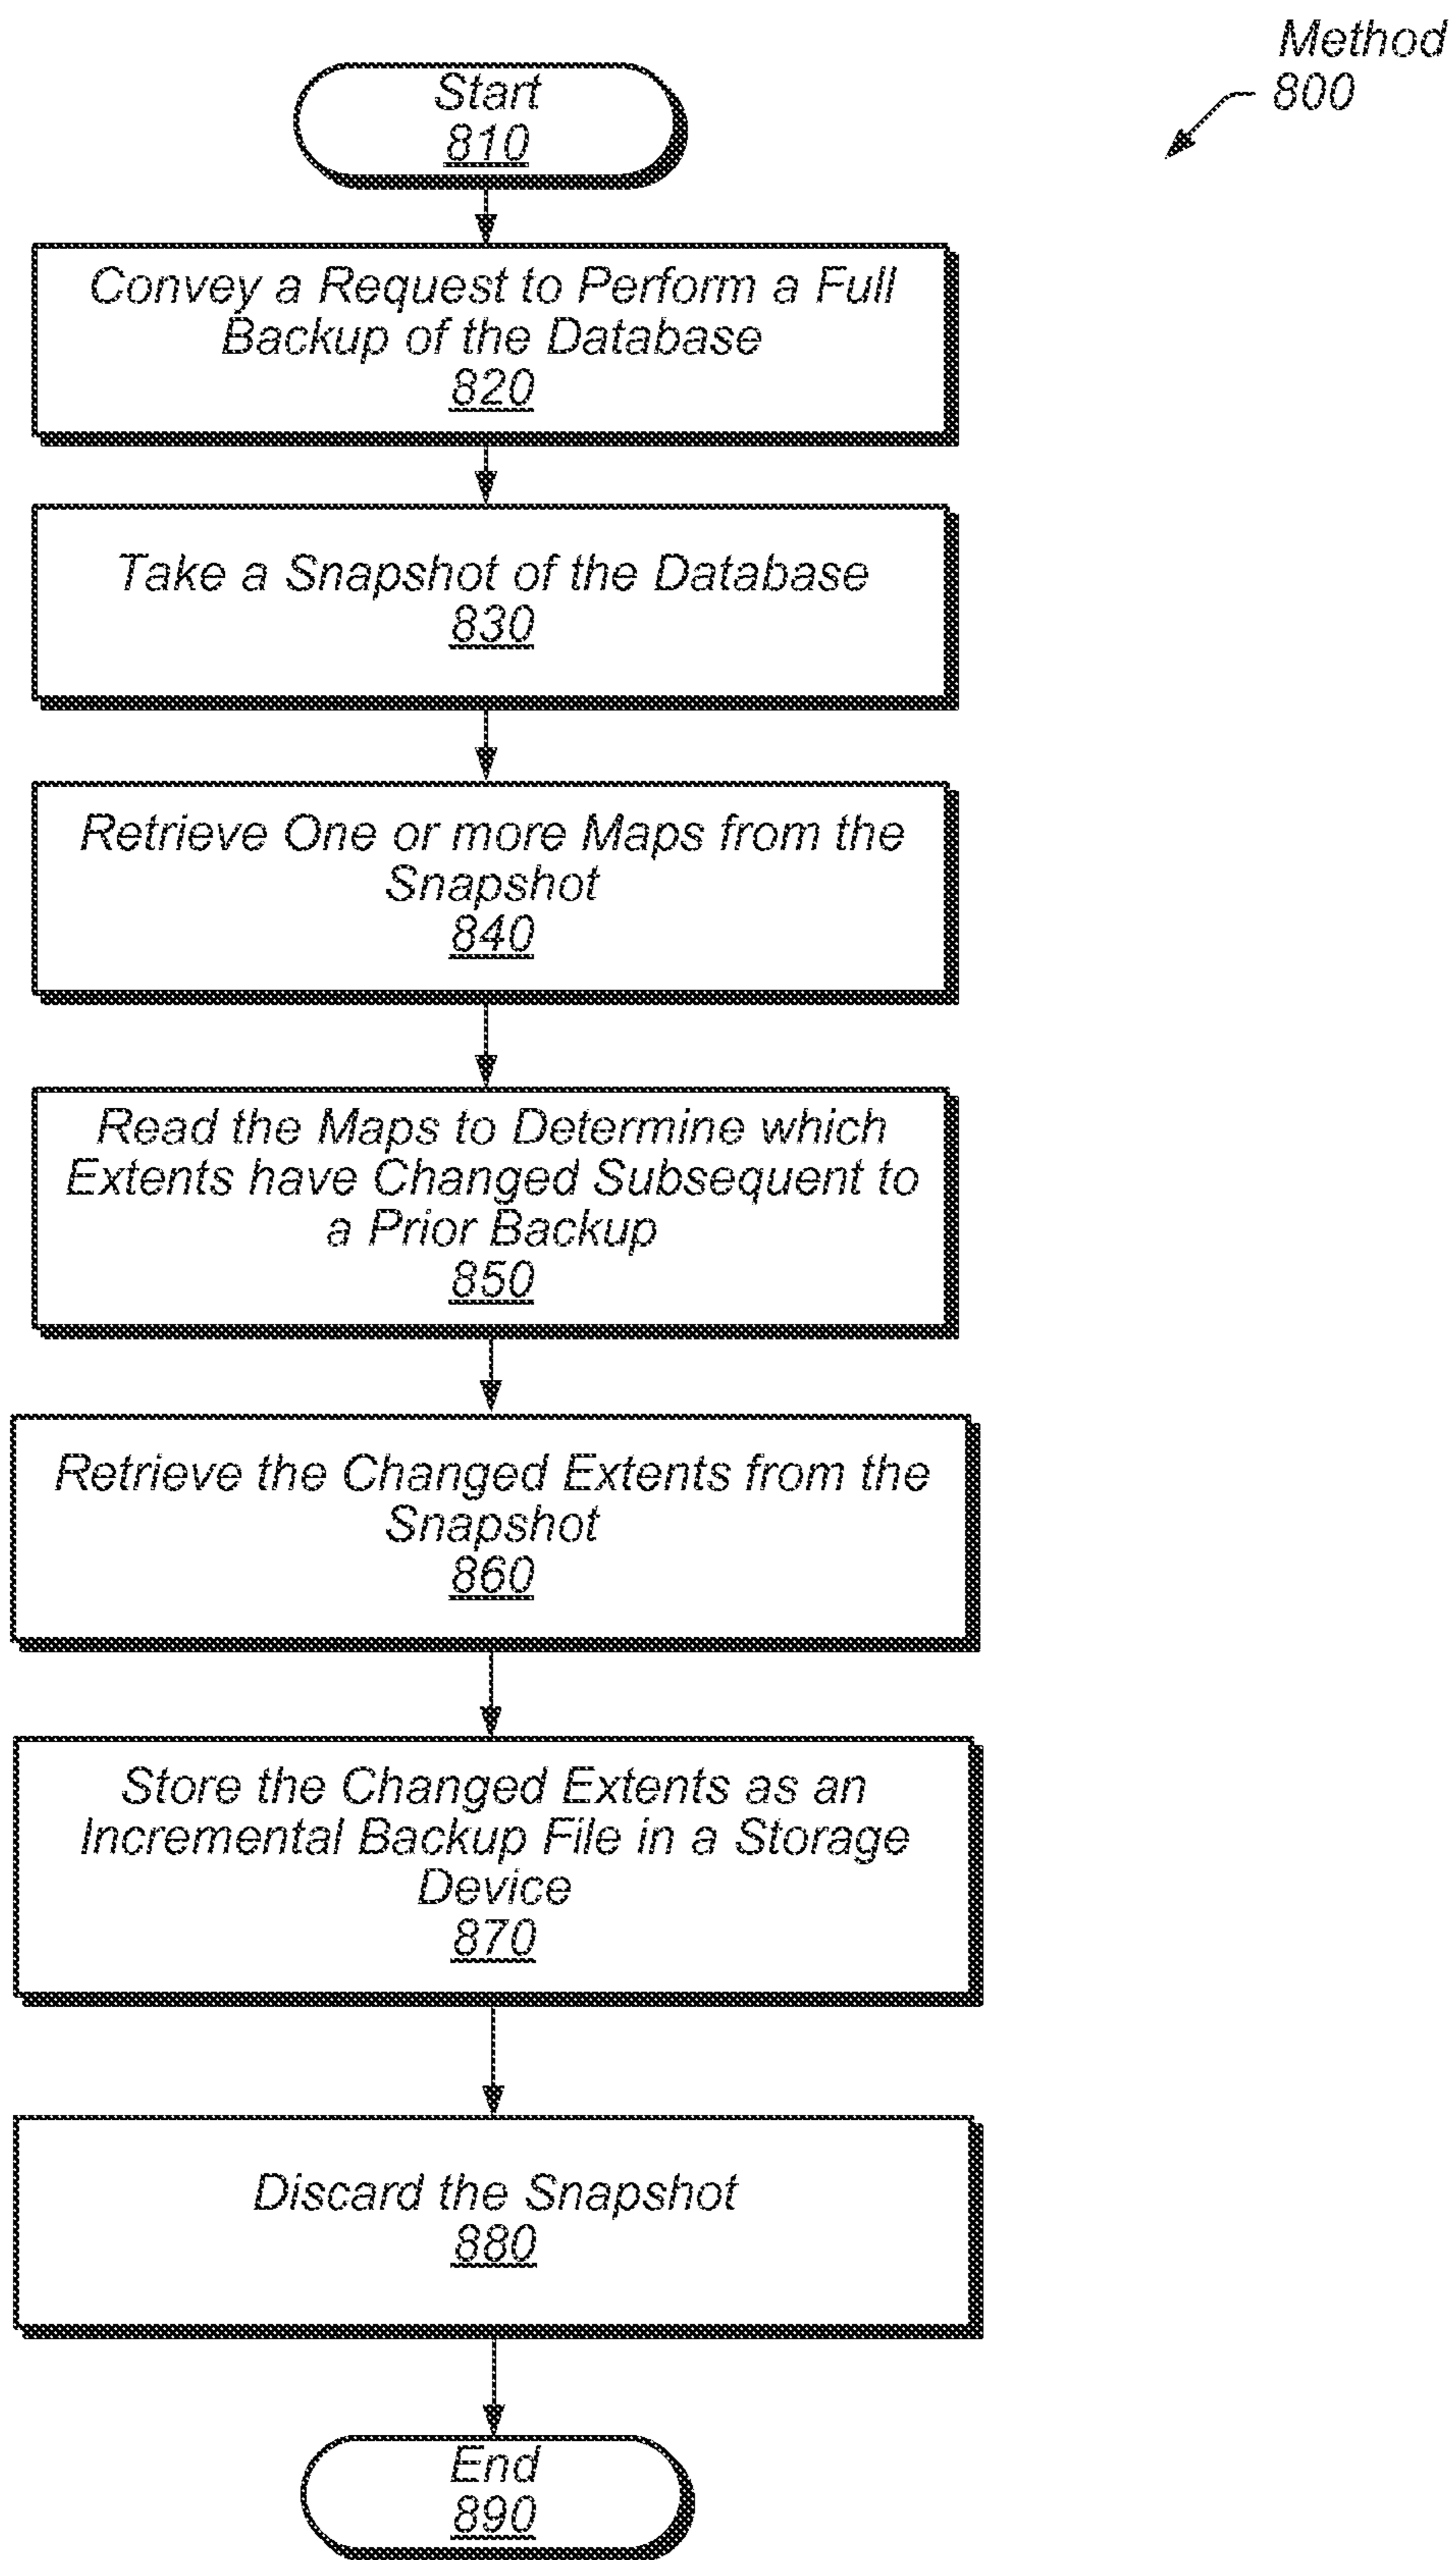 Method
800
Start
810
Convey a Request to Perform a Full
Backup of the Database
820
Take a Snapshot of the Database
830
Retrieve One or more Maps from the
Snapshot
840
Read the Maps to Determine which
Extents have Changed Subsequent to
a Prior Backup
850
Retrieve the Changed Extents from the
Snapshot
860
Store the Changed Extents as an
Incremental Backup File in a Storage
Device
870
Discard the Snapshot
880
End
890